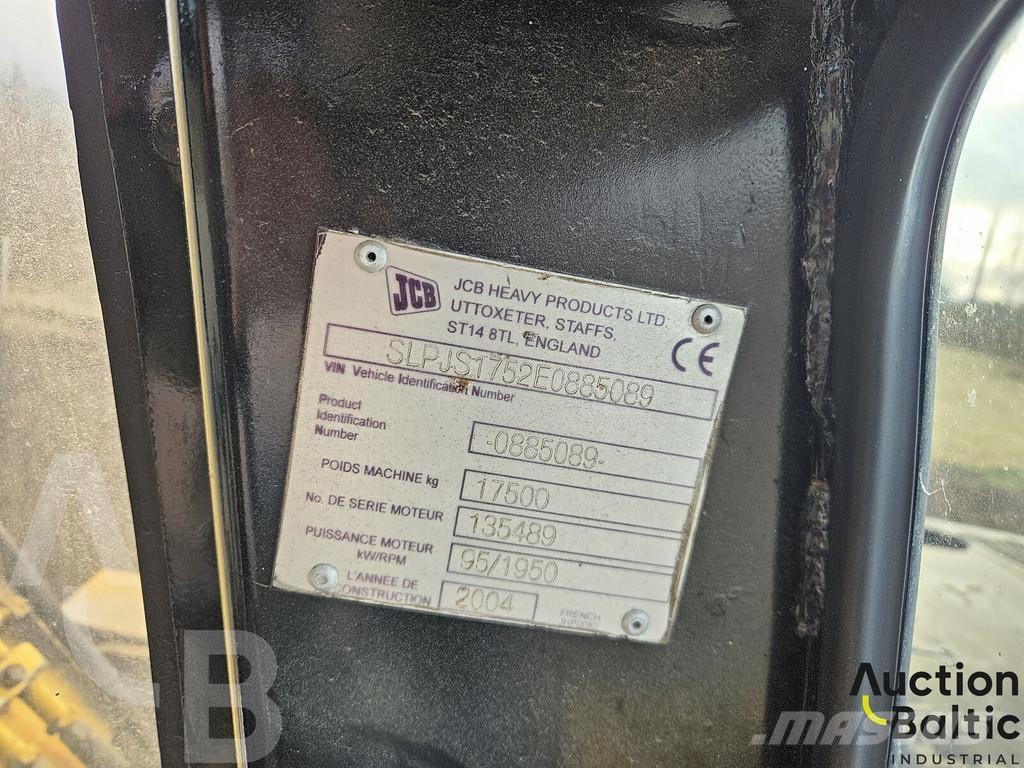 JCB
JCB HEAVY PRODUCTS LTD
UTTOXETER, STAFFS,
ST14 8TL, ENGLAND
CE
SLPJS1752E0885089
VIN Vehicle Identification Number
Product
Identification
Number
-0885089-
POIDS MACHINE kg
17500
No. DE SERIE MOTEUR
135489
PUISSANCE MOTEUR
kW/RPM
95/1950
L'ANNÉE DE
CONSTRUCTION
2004
FRENCH
AB
Auction
Baltic
INDUSTRIAL